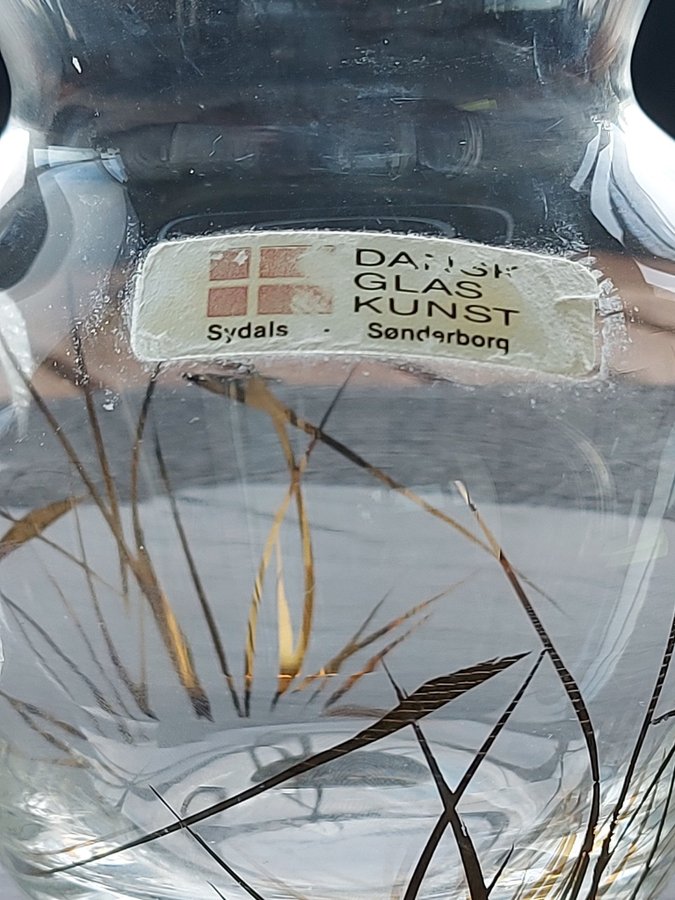 DANSK
GLAS
KUNST
Sydals - Sønderborg